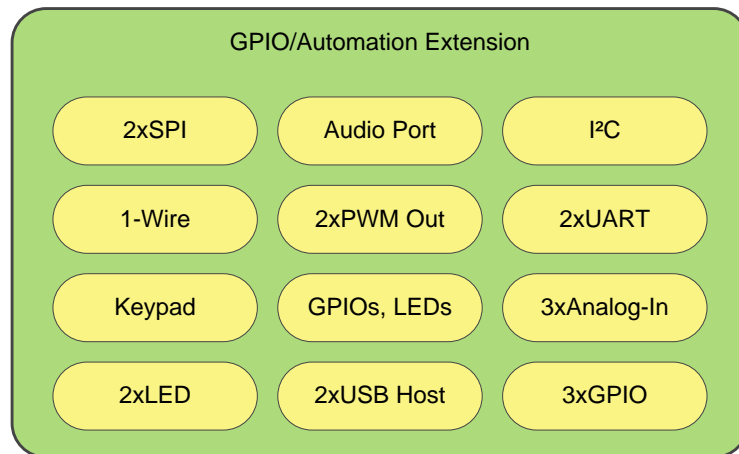 GPIO/Automation Extension
2xSPI
Audio Port
I²C
1-Wire
2xPWM Out
2xUART
Keypad
GPIOs, LEDs
3xAnalog-In
2xLED
2xUSB Host
3xGPIO